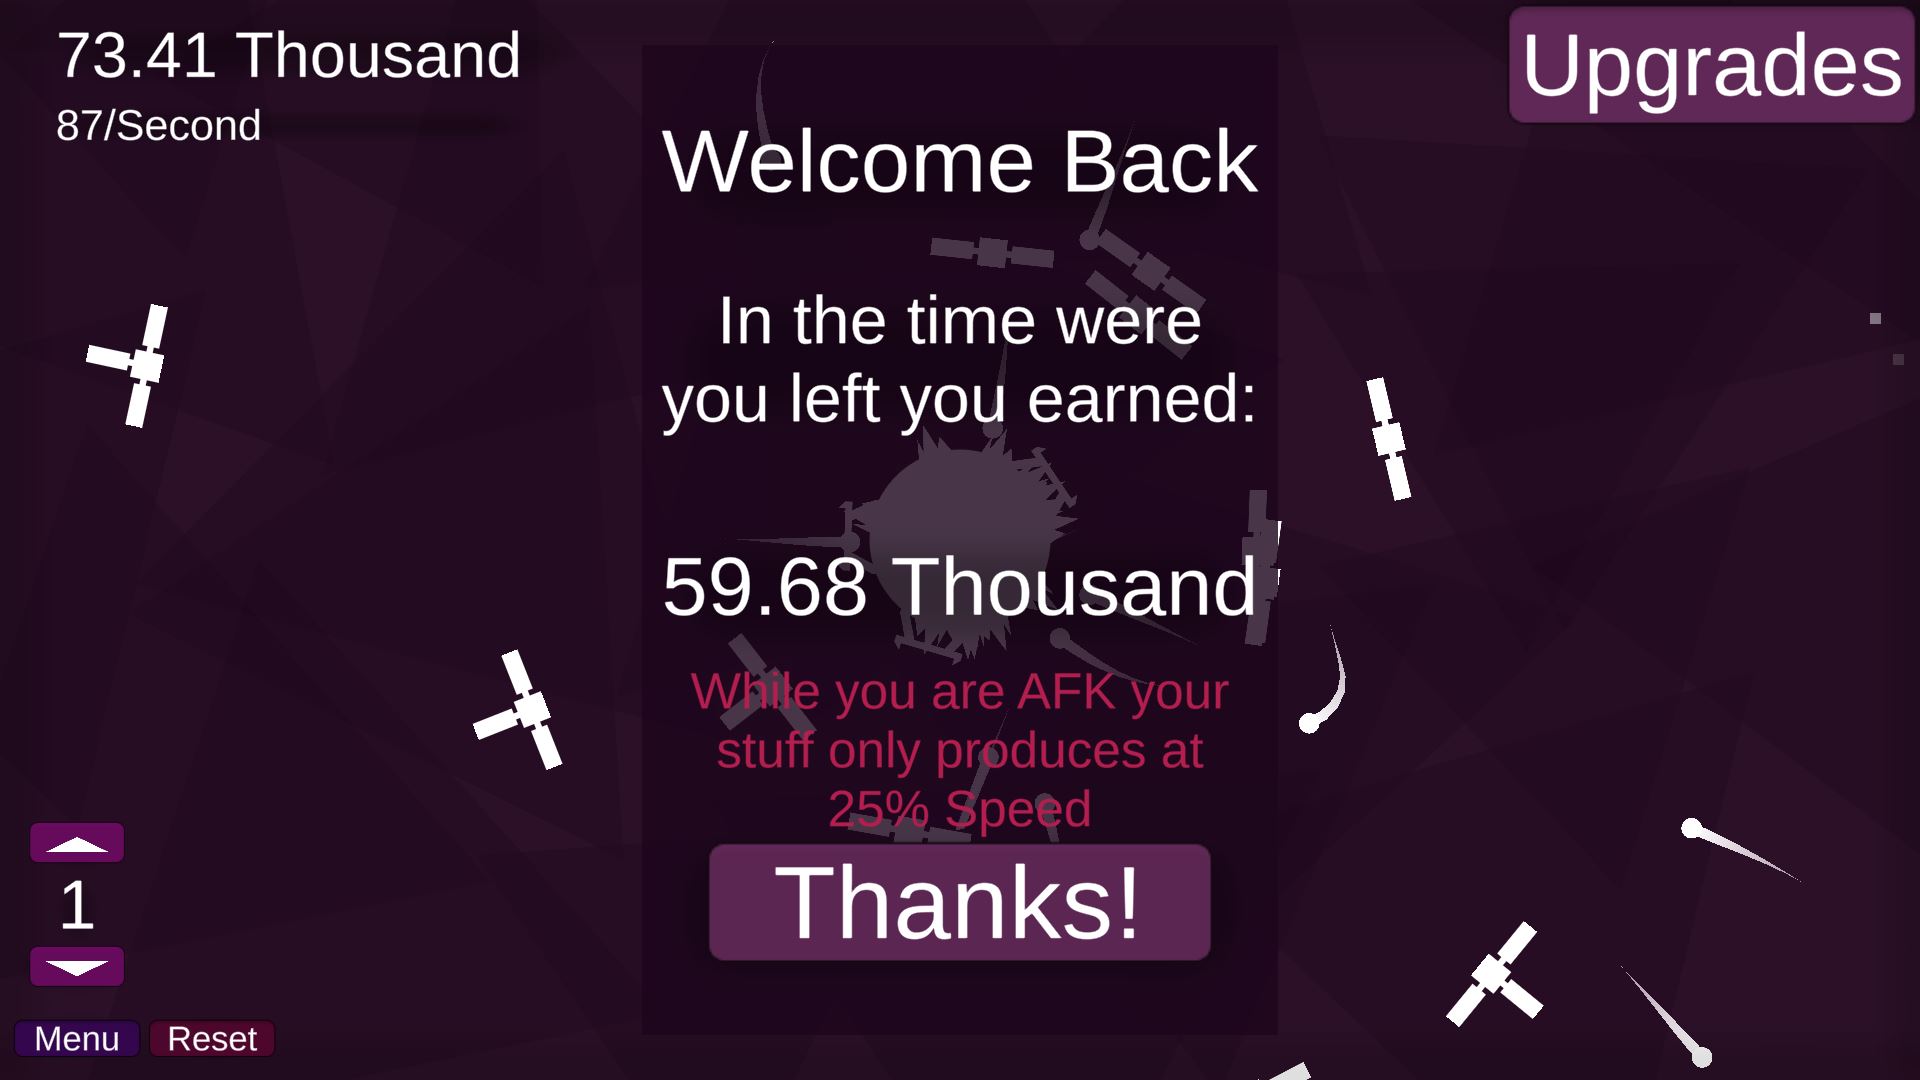 73.41 Thousand
87/Second
Upgrades
Welcome Back
In the time were
you left you earned:
59.68 Thousand
While you are AFK your
stuff only produces at
25% Speed
Thanks!
1
Menu
Reset